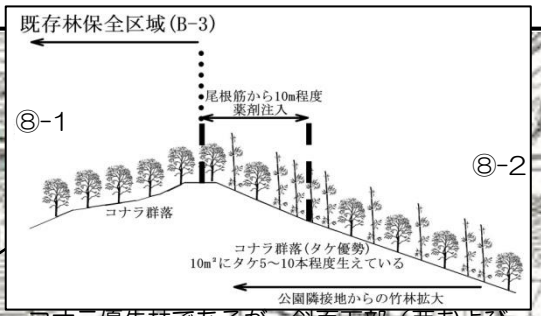 既存林保全区域(B-3)
尾根筋から10m程度
薬剤注入
⑧-1
⑧-2
コナラ群落
コナラ群落(タケ優勢)
10m²にタケ5～10本程度生えている
公園隣接地からの竹林拡大